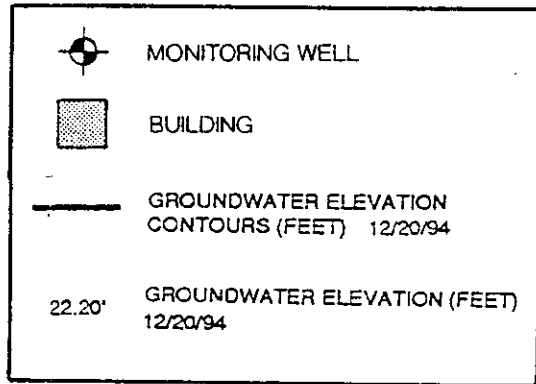 MONITORING WELL
BUILDING
GROUNDWATER ELEVATION
CONTOURS (FEET) 12/20/94
22.20' GROUNDWATER ELEVATION (FEET)
12/20/94